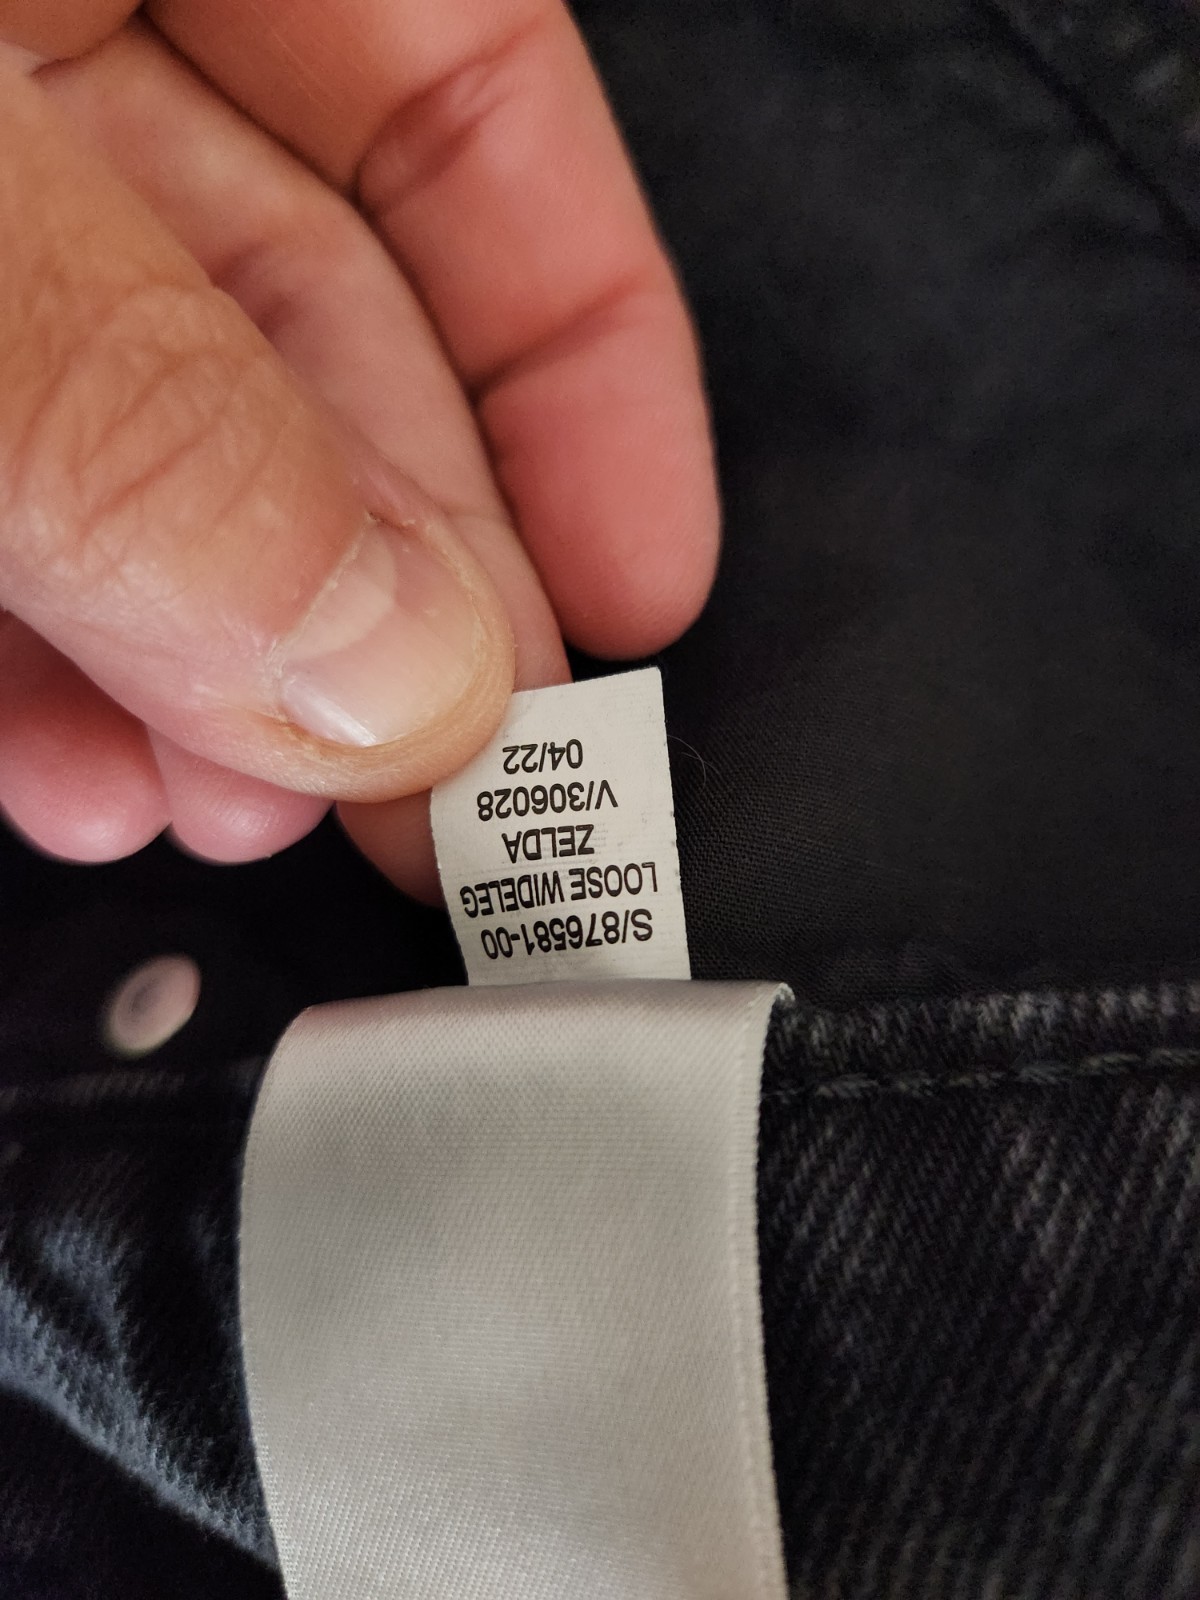 S/876581-00
LOOSE WIDELEG
ZELDA
V/306028
04/22